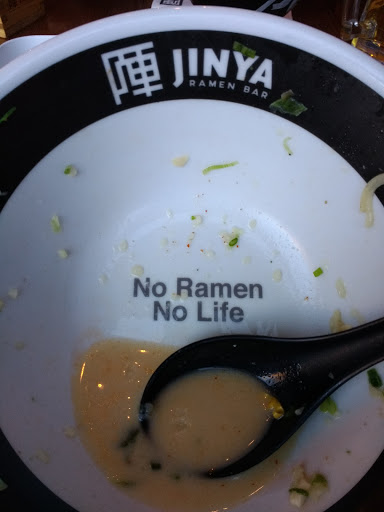 陣 JINYA
RAMEN BAR
No Ramen
No Life